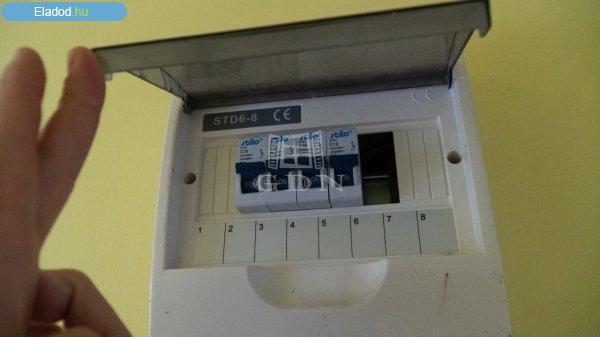 Eladod.hu
STD6-8 CE
stilo stilo stilo stilo
C16 C16
GDN
1 2 3 4 5 6 7 8